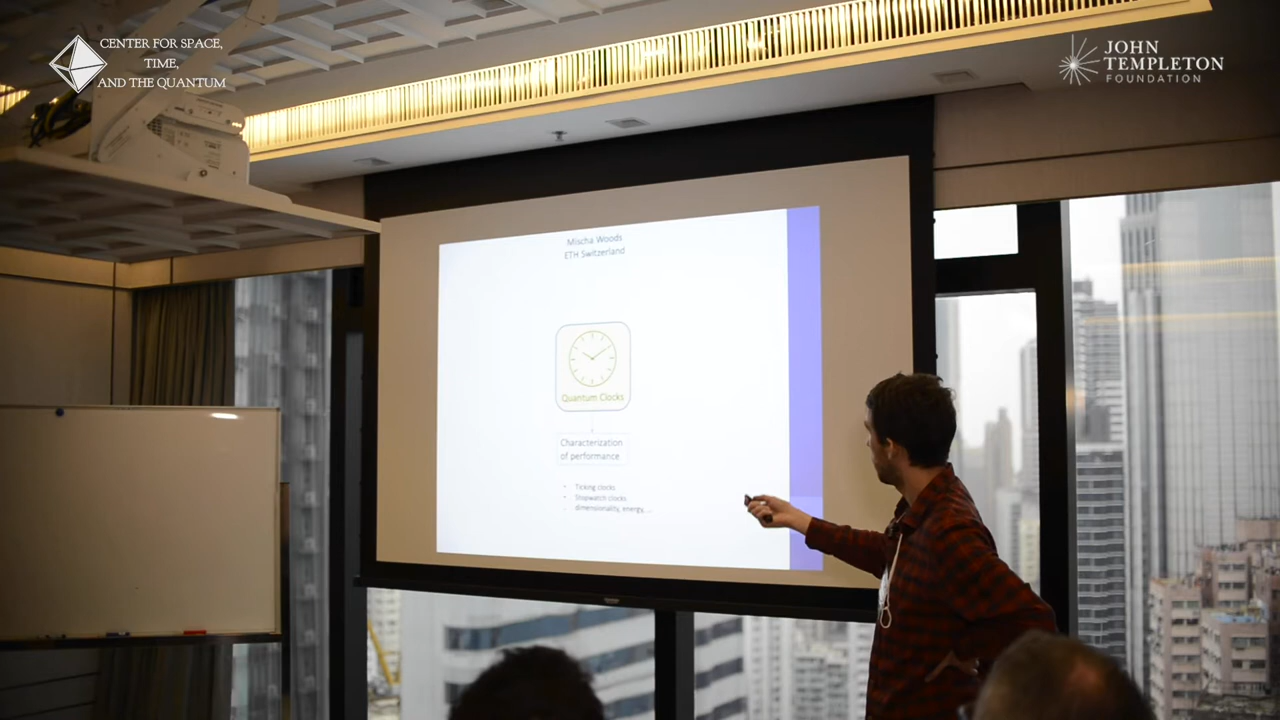 CENTER FOR SPACE,
TIME,
AND THE QUANTUM
JOHN
TEMPLETON
FOUNDATION
Mischa Woods
ETH Switzerland
Quantum Clocks
Characterization
of performance
- Ticking clocks
- Stopwatch clocks
- dimensionality, energy, ...